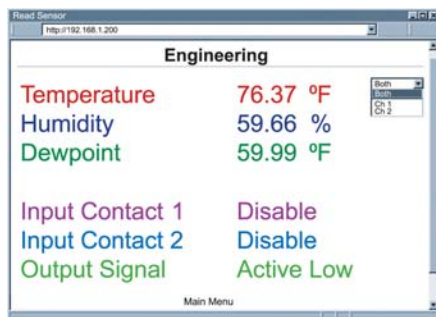 Read Sensor
http://192.168.1.200
Engineering
Temperature 76.37 ºF
Humidity 59.66 %
Dewpoint 59.99 ºF
Both
Both
Ch 1
Ch 2
Input Contact 1 Disable
Input Contact 2 Disable
Output Signal Active Low
Main Menu